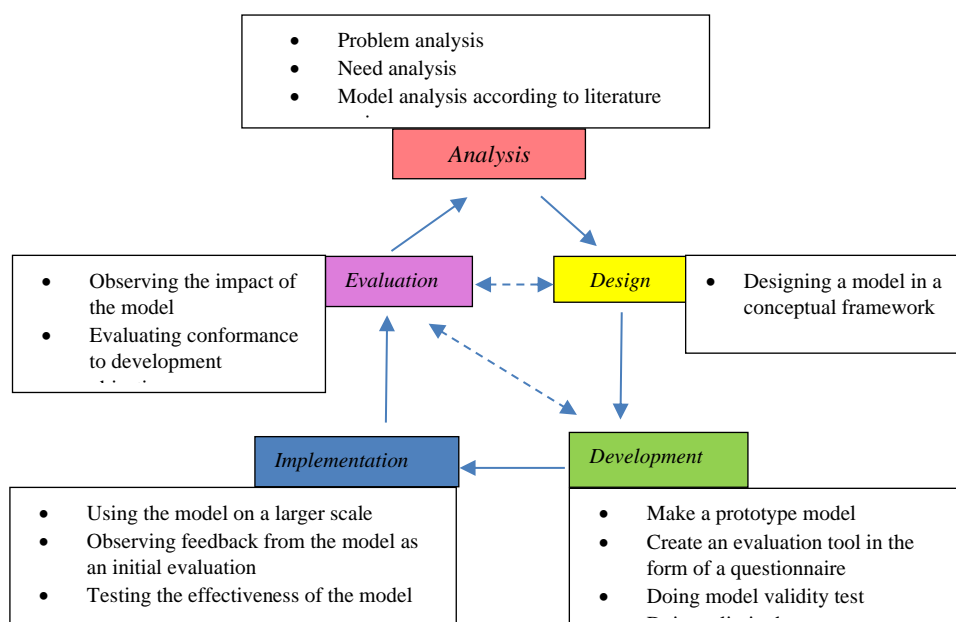 • Problem analysis
• Need analysis
• Model analysis according to literature
Analysis
Evaluation
• Observing the impact of
the model
• Evaluating conformance
to development
Design
• Designing a model in a
conceptual framework
Implementation
• Using the model on a larger scale
• Observing feedback from the model as
an initial evaluation
• Testing the effectiveness of the model
Development
• Make a prototype model
• Create an evaluation tool in the
form of a questionnaire
• Doing model validity test